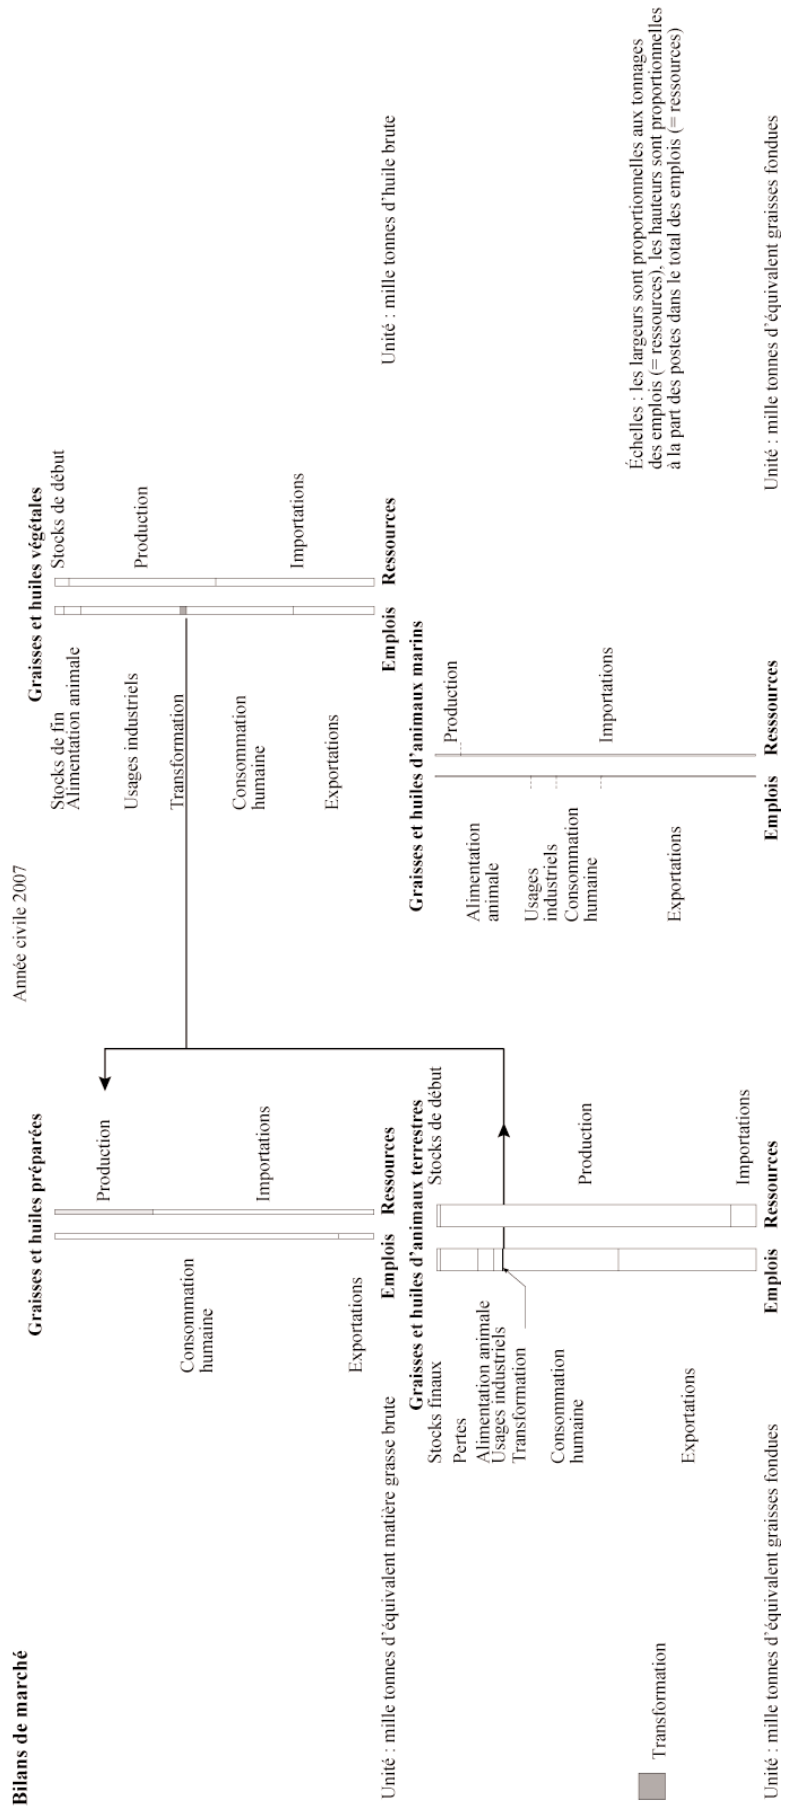 Bilans de marché
Année civile 2007
Graisses et huiles préparées
Production
Importations
Consommation
humaine
Exportations
Emplois Ressources
Unité : mille tonnes d'équivalent matière grasse brute
Graisses et huiles végétales
Stocks de fin
Alimentation animale
Usages industriels
Transformation
Consommation
humaine
Exportations
Stocks de début
Production
Importations
Emplois Ressources
Unité : mille tonnes d'huile brute
Graisses et huiles d'animaux terrestres
Stocks finaux
Pertes
Alimentation animale
Usages industriels
Transformation
Consommation
humaine
Exportations
Stocks de début
Production
Importations
Emplois Ressources
Transformation
Unité : mille tonnes d'équivalent graisses fondues
Graisses et huiles d'animaux marins
Alimentation
animale
Usages
industriels
Consommation
humaine
Exportations
Production
Importations
Emplois Resssources
Échelles : les largeurs sont proportionnelles aux tonnages
des emplois (= ressources), les hauteurs sont proportionnelles
à la part des postes dans le total des emplois (= ressources)
Unité : mille tonnes d'équivalent graisses fondues